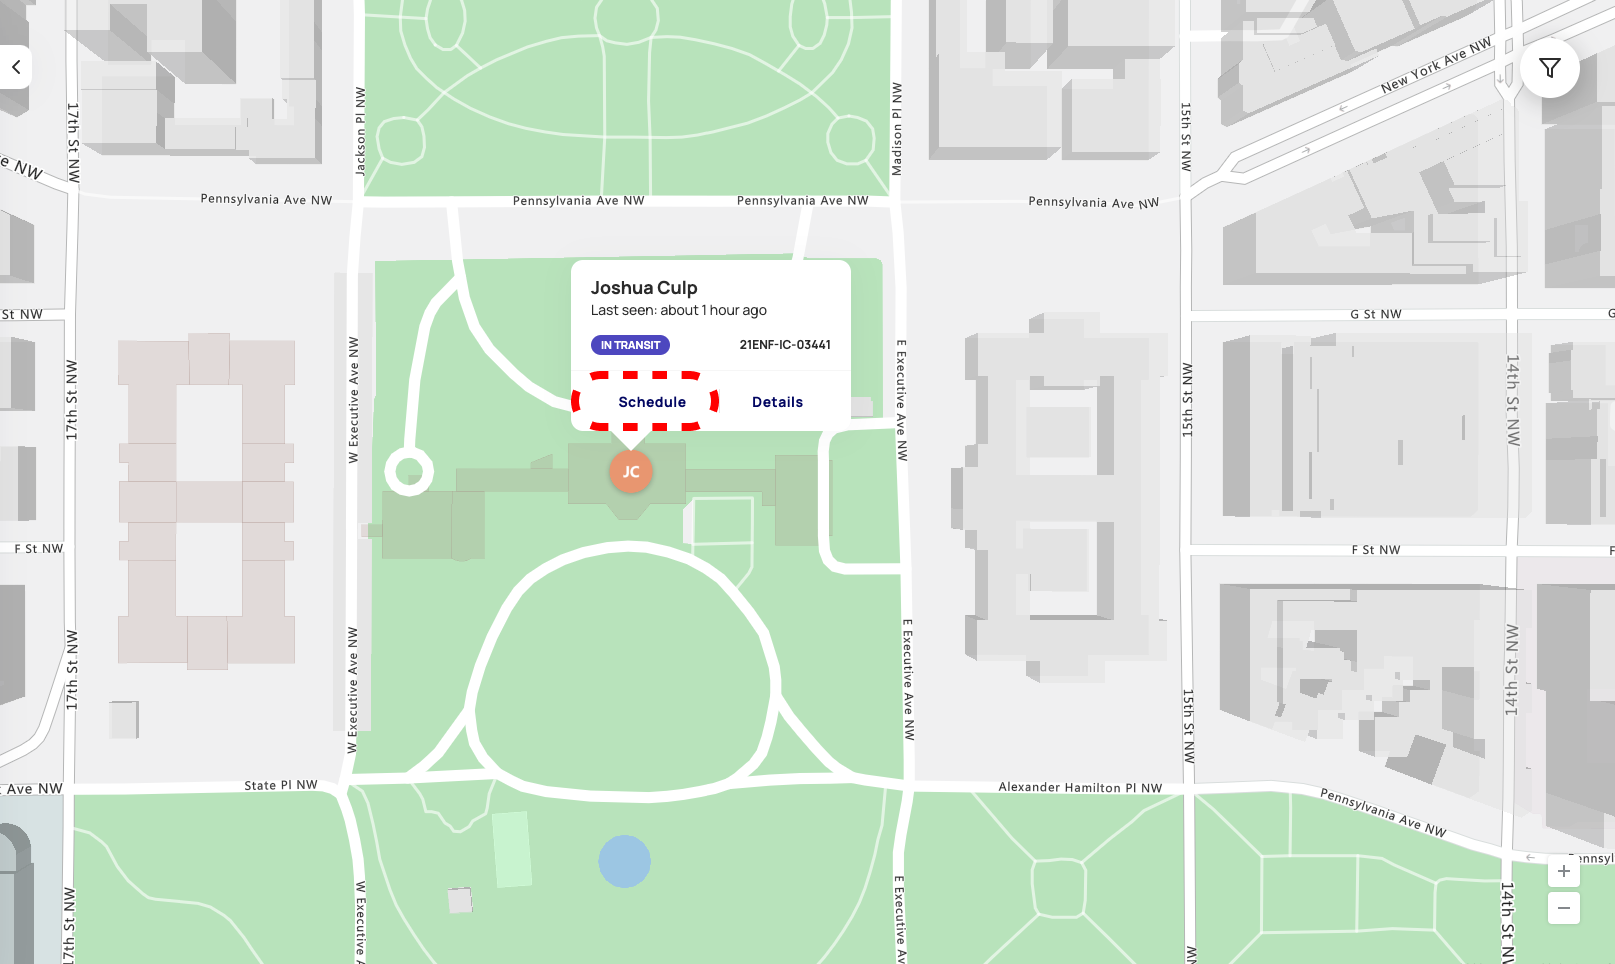 New York Ave NW
17th St NW
Jackson Pl NW
Madison Pl NW
15th St NW
e NW
Pennsylvania Ave NW
Pennsylvania Ave NW
Pennsylvania Ave NW
Pennsylvania Ave NW
Joshua Culp
Last seen: about 1 hour ago
St NW
G St NW
G
IN TRANSIT
21ENF-IC-03441
17th St NW
W Executive Ave NW
E Executive Ave NW
15th St NW
14th St NW
Schedule
Details
JC
F St NW
F St NW
F
17th St NW
W Executive Ave NW
E Executive Ave NW
15th St NW
14th St NW
Ave NW
State Pl NW
Alexander Hamilton Pl NW
Pennsylvania Ave NW
Pennsyl
17th St NW
W Executive A
E Executive Av
NW
14th St NW